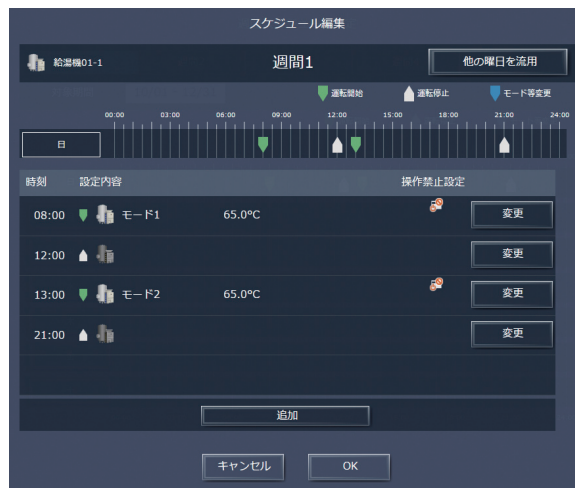 スケジュール編集
給湯機01-1 週間1 他の曜日を流用
運転開始 運転停止 モード等変更
00:00 03:00 06:00 09:00 12:00 15:00 18:00 21:00 24:00
日
時刻 設定内容 操作禁止設定
08:00 モード1 65.0℃ 変更
12:00 変更
13:00 モード2 65.0℃ 変更
21:00 変更
追加
キャンセル OK